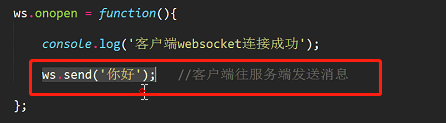 ws.onopen = function(){
console.log('客户端websocket连接成功');
ws.send('你好'); //客户端往服务端发送消息
};